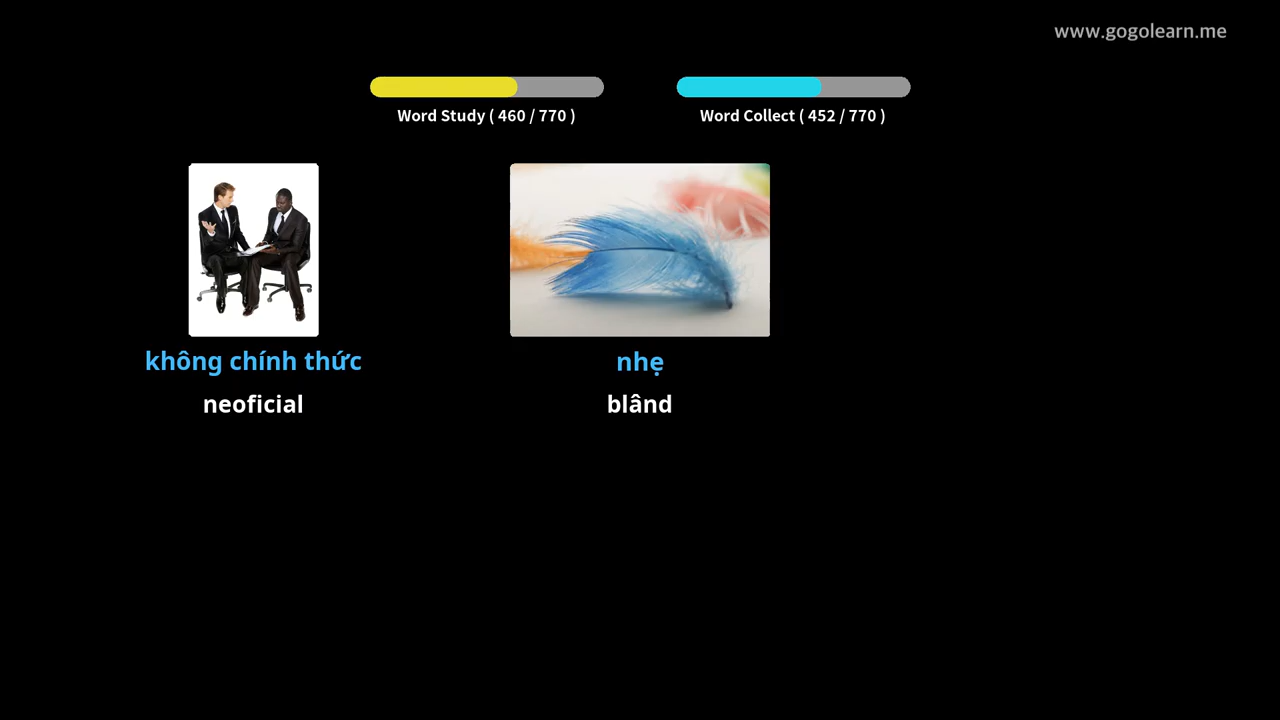 www.gogolearn.me
Word Study ( 460 / 770 )
Word Collect ( 452 / 770 )
không chính thức
neoficial
nhẹ
blând